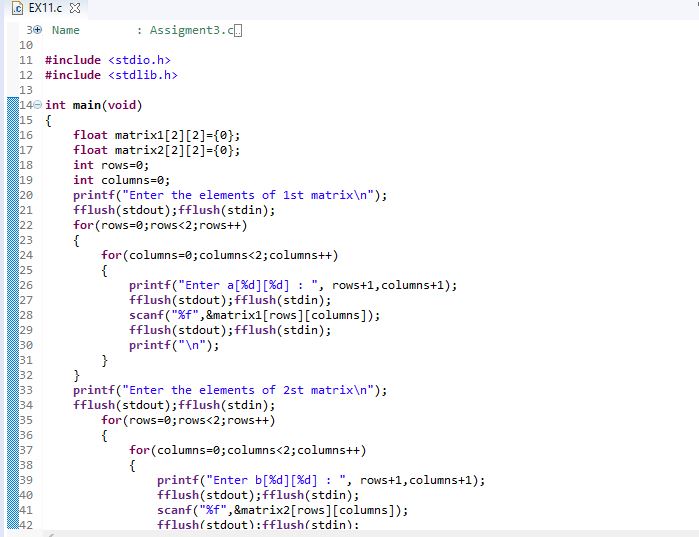 EX11.c
3 Name : Assigment3.c
10
11 #include <stdio.h>
12 #include <stdlib.h>
13
14 int main(void)
15 {
16 float matrix1[2][2]={0};
17 float matrix2[2][2]={0};
18 int rows=0;
19 int columns=0;
20 printf("Enter the elements of 1st matrix\n");
21 fflush(stdout);fflush(stdin);
22 for(rows=0;rows<2;rows++)
23 {
24 for(columns=0;columns<2;columns++)
25 {
26 printf("Enter a[%d][%d] : ", rows+1,columns+1);
27 fflush(stdout);fflush(stdin);
28 scanf("%f",&matrix1[rows][columns]);
29 fflush(stdout);fflush(stdin);
30 printf("\n");
31 }
32 }
33 printf("Enter the elements of 2st matrix\n");
34 fflush(stdout);fflush(stdin);
35 for(rows=0;rows<2;rows++)
36 {
37 for(columns=0;columns<2;columns++)
38 {
39 printf("Enter b[%d][%d] : ", rows+1,columns+1);
40 fflush(stdout);fflush(stdin);
41 scanf("%f",&matrix2[rows][columns]);
42 fflush(stdout);fflush(stdin);